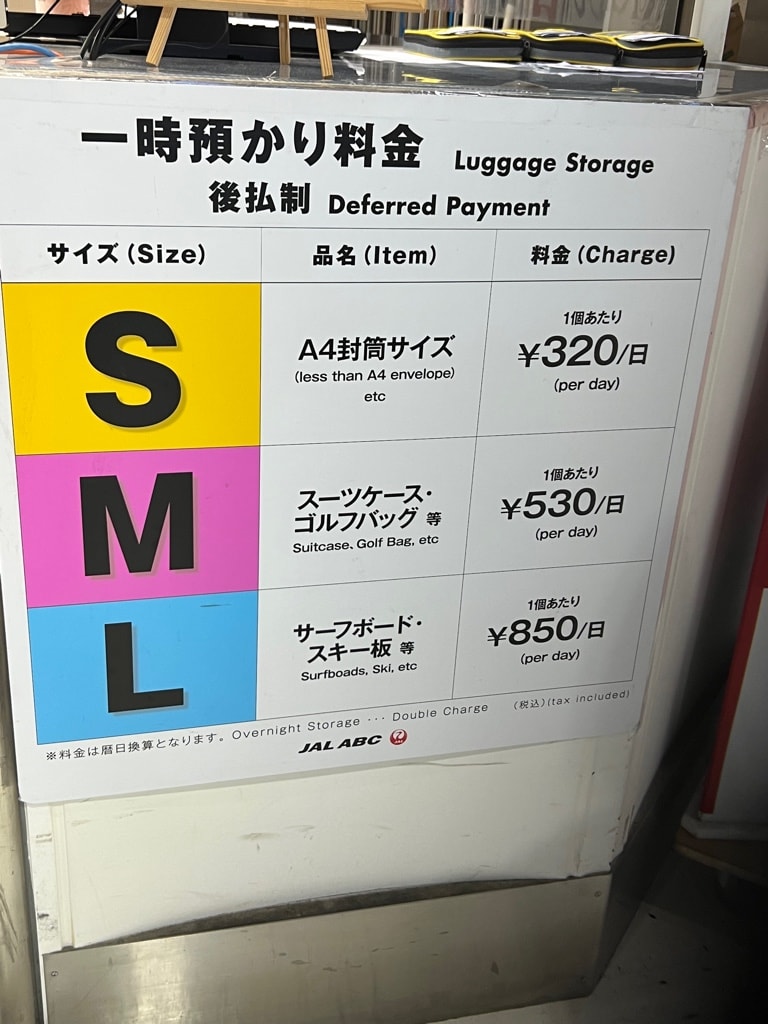 一時預かり料金 Luggage Storage
後払制 Deferred Payment
サイズ(Size) 品名(Item) 料金(Charge)
S
A4封筒サイズ
(less than A4 envelope)
etc
1個あたり
¥320/日
(per day)
M
スーツケース・
ゴルフバッグ 等
Suitcase、Golf Bag, etc
1個あたり
¥530/日
(per day)
L
サーフボード・
スキー板 等
Surfboads, Ski, etc
1個あたり
¥850/日
(per day)
※料金は暦日換算となります。Overnight Storage ··· Double Charge (税込)(tax included)
JAL ABC